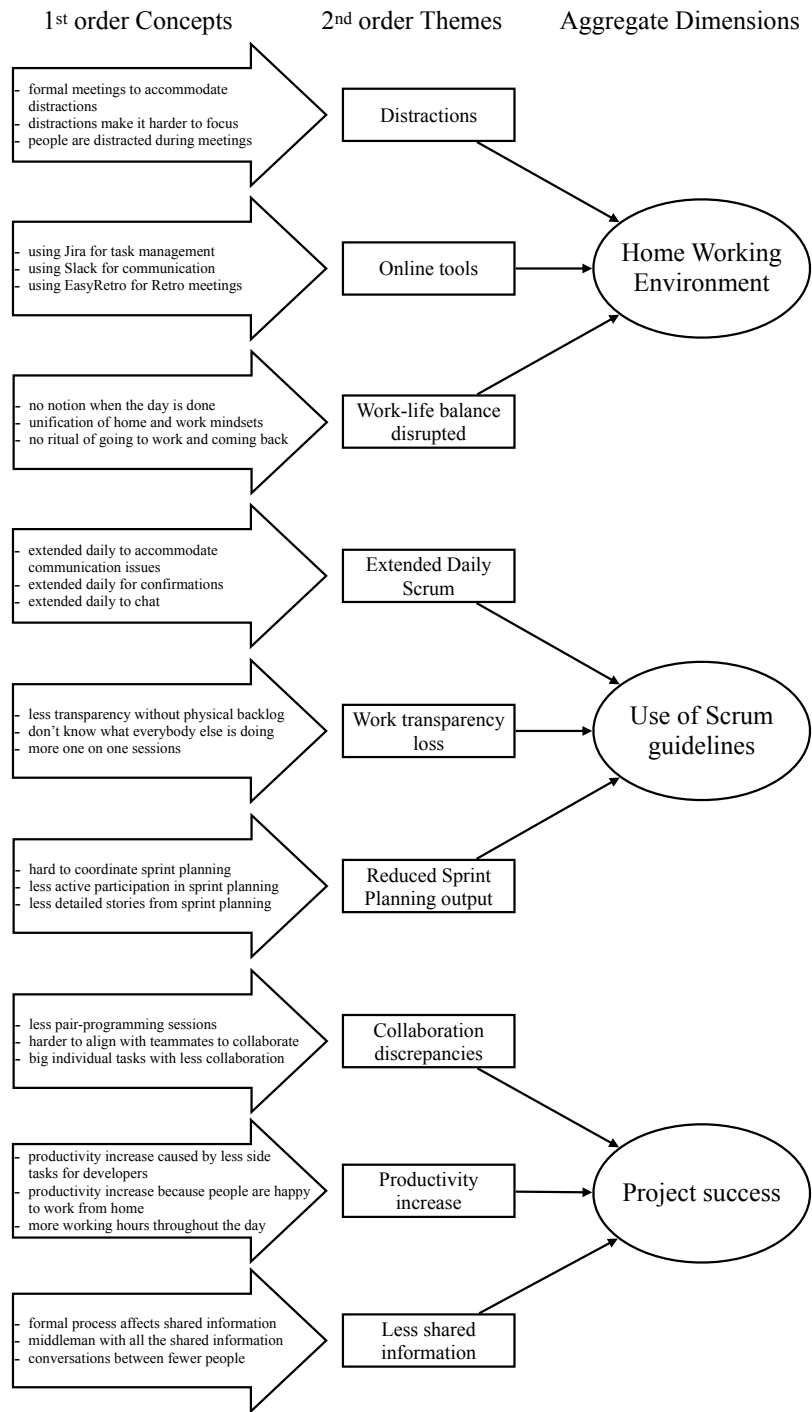 1st order Concepts
2nd order Themes
Aggregate Dimensions
- formal meetings to accommodate
distractions
- distractions make it harder to focus
- people are distracted during meetings
Distractions
- using Jira for task management
- using Slack for communication
- using EasyRetro for Retro meetings
Online tools
Home Working
Environment
- no notion when the day is done
- unification of home and work mindsets
- no ritual of going to work and coming back
Work-life balance
disrupted
- extended daily to accommodate
communication issues
- extended daily for confirmations
- extended daily to chat
Extended Daily
Scrum
- less transparency without physical backlog
- don't know what everybody else is doing
- more one on one sessions
Work transparency
loss
Use of Scrum
guidelines
- hard to coordinate sprint planning
- less active participation in sprint planning
- less detailed stories from sprint planning
Reduced Sprint
Planning output
- less pair-programming sessions
- harder to align with teammates to collaborate
- big individual tasks with less collaboration
Collaboration
discrepancies
- productivity increase caused by less side
tasks for developers
- productivity increase because people are happy
to work from home
- more working hours throughout the day
Productivity
increase
Project success
- formal process affects shared information
- middleman with all the shared information
- conversations between fewer people
Less shared
information